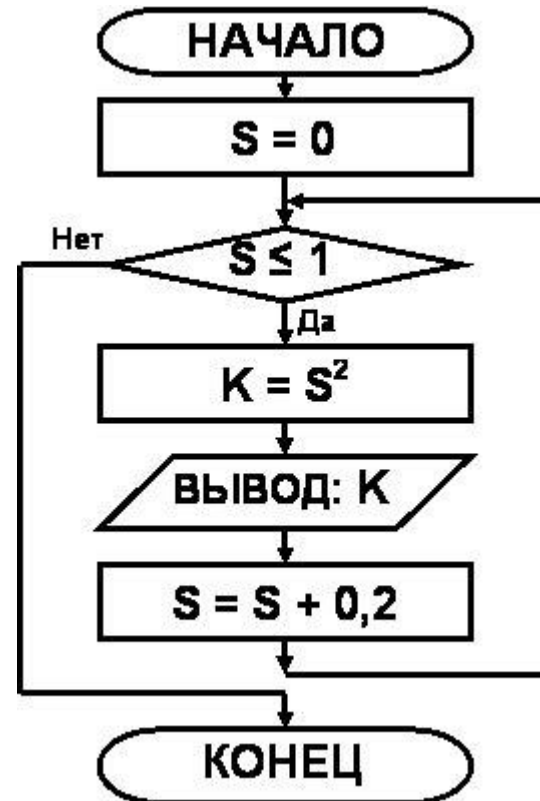 НАЧАЛО
S = 0
S ≤ 1
Нет
Да
K = S²
ВЫВОД: K
S = S + 0,2
КОНЕЦ